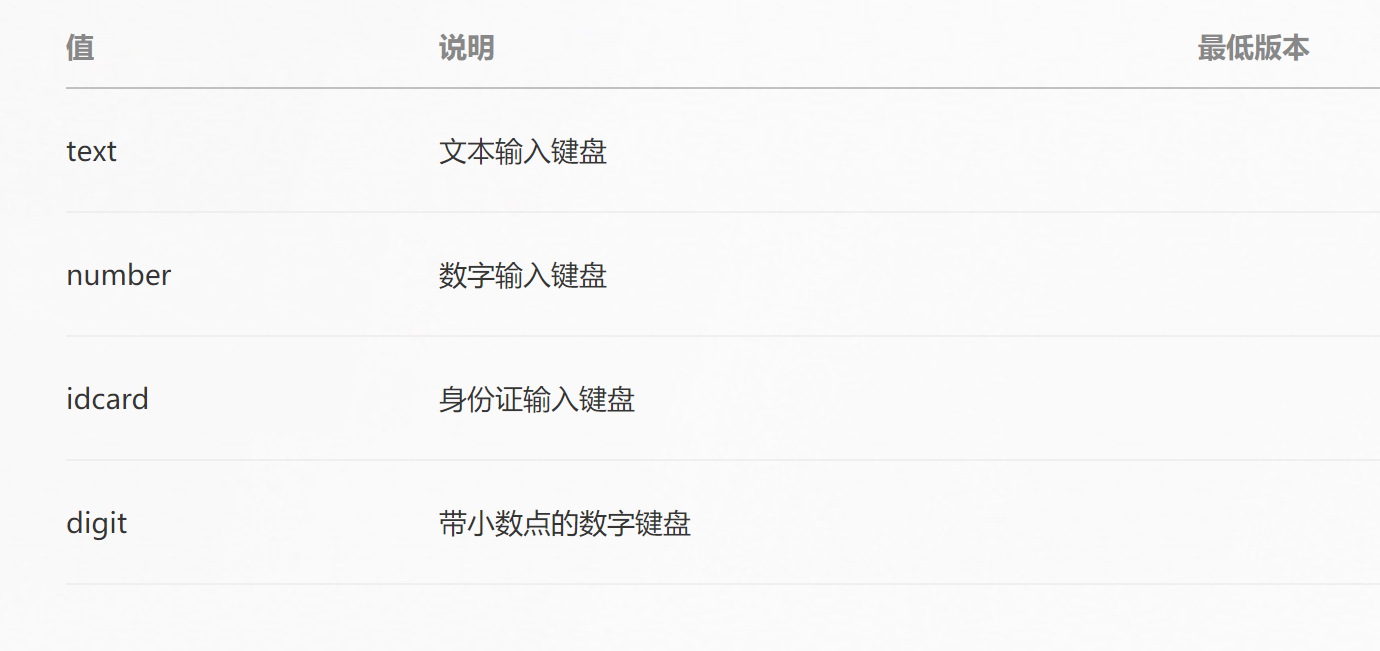 值 说明 最低版本
text 文本输入键盘
number 数字输入键盘
idcard 身份证输入键盘
digit 带小数点的数字键盘